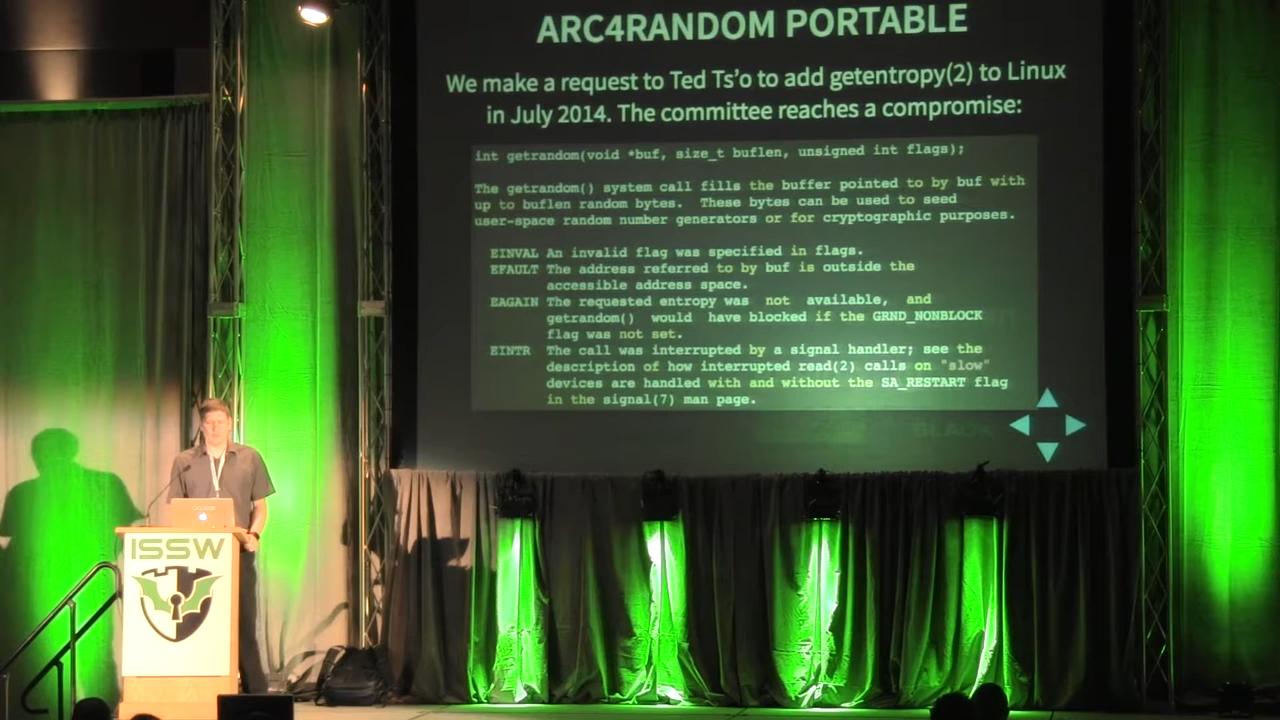 ARC4RANDOM PORTABLE
We make a request to Ted Ts’o to add getentropy(2) to Linux
in July 2014. The committee reaches a compromise:
int getrandom(void *buf, size_t buflen, unsigned int flags);
The getrandom() system call fills the buffer pointed to by buf with
up to buflen random bytes. These bytes can be used to seed
user-space random number generators or for cryptographic purposes.
EINVAL An invalid flag was specified in flags.
EFAULT The address referred to by buf is outside the
accessible address space.
EAGAIN The requested entropy was not available, and
getrandom() would have blocked if the GRND_NONBLOCK
flag was not set.
EINTR The call was interrupted by a signal handler; see the
description of how interrupted read(2) calls on "slow"
devices are handled with and without the SA_RESTART flag
in the signal(7) man page.
ISSW